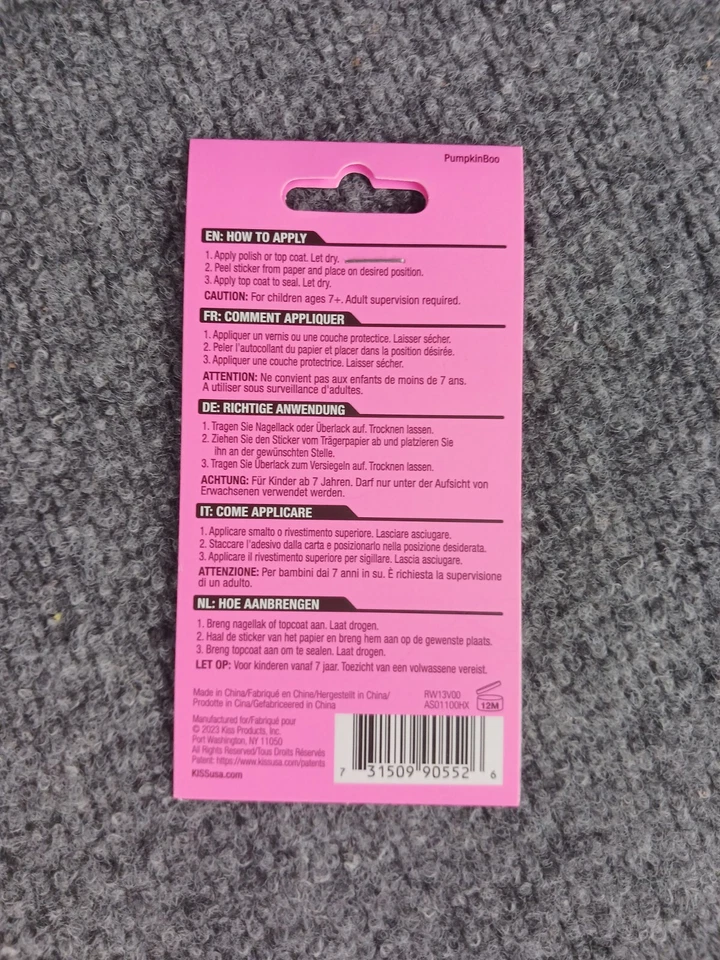 PumpkinBoo
EN: HOW TO APPLY
1. Apply polish or top coat. Let dry.
2. Peel sticker from paper and place on desired position.
3. Apply top coat to seal. Let dry.
CAUTION: For children ages 7+. Adult supervision required.
FR: COMMENT APPLIQUER
1. Appliquer un vernis ou une couche protectice. Laisser sécher.
2. Peler l'autocollant du papier et placer dans la position désirée.
3. Appliquer une couche protectrice. Laisser sécher.
ATTENTION: Ne convient pas aux enfants de moins de 7 ans.
A utiliser sous surveillance d'adultes.
DE: RICHTIGE ANWENDUNG
1. Tragen Sie Nagellack oder Überlack auf. Trocknen lassen.
2. Ziehen Sie den Sticker vom Trägerpapier ab und platzieren Sie
ihn an der gewünschten Stelle.
3. Tragen Sie Überlack zum Versiegeln auf. Trocknen lassen.
ACHTUNG: Für Kinder ab 7 Jahren. Darf nur unter der Aufsicht von
Erwachsenen verwendet werden.
IT: COME APPLICARE
1. Applicare smalto o rivestimento superiore. Lasciare asciugare.
2. Staccare l'adesivo dalla carta e posizionarlo nella posizione desiderata.
3. Applicare il rivestimento superiore per sigillare. Lascia asciugare.
ATTENZIONE: Per bambini dai 7 anni in su. È richiesta la supervisione
di un adulto.
NL: HOE AANBRENGEN
1. Breng nagellak of topcoat aan. Laat drogen.
2. Haal de sticker van het papier en breng hem aan op de gewenste plaats.
3. Breng topcoat aan om te sealen. Laat drogen.
LET OP: Voor kinderen vanaf 7 jaar. Toezicht van een volwassene vereist.
Made in China/Fabriqué en Chine/Hergestellt in China/
Prodotte in Cina/Gefabriceerd in China
RW13V00
AS01100HX
12M
Manufactured for/Fabriqué pour
© 2023 Kiss Products, Inc.
Port Washington, NY 11050
All Rights Reserved/Tous Droits Réservés
Patent: https://www.kissusa.com/patents
KISSusa.com
7 31509 90552 6